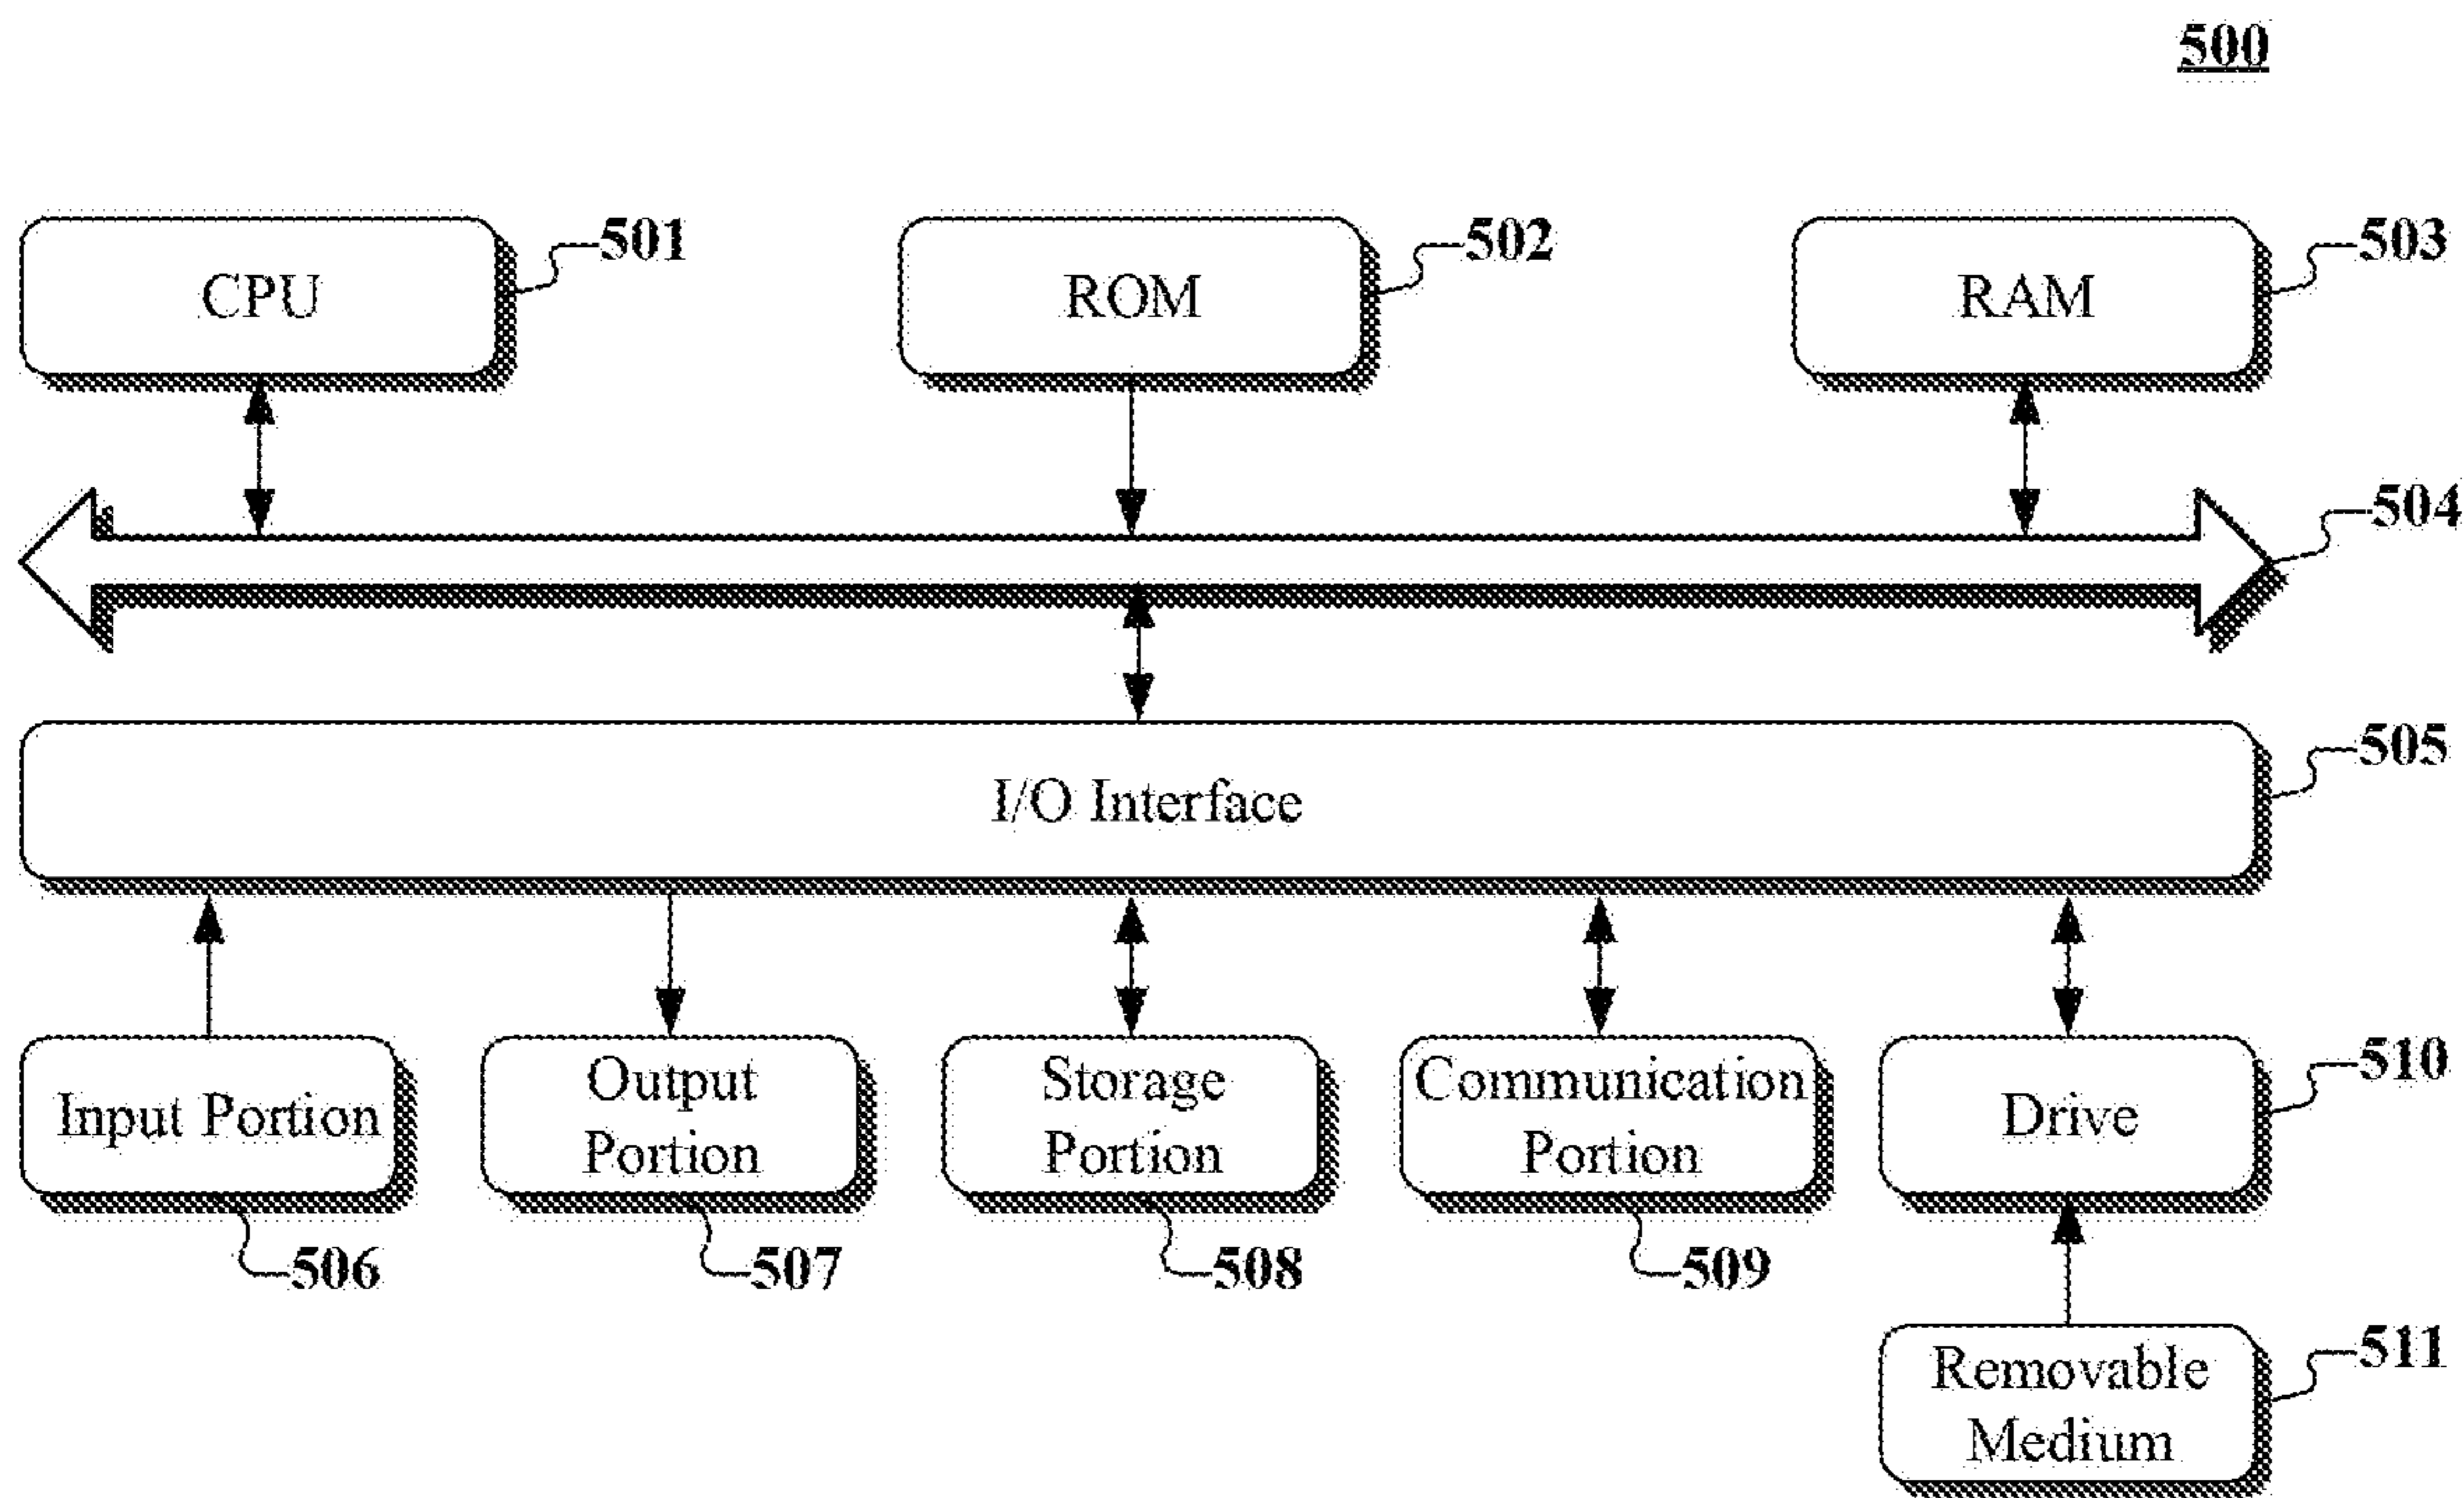 500
CPU
501
ROM
502
RAM
503
504
I/O Interface
505
Input Portion
506
Output
Portion
507
Storage
Portion
508
Communication
Portion
509
Drive
510
Removable
Medium
511